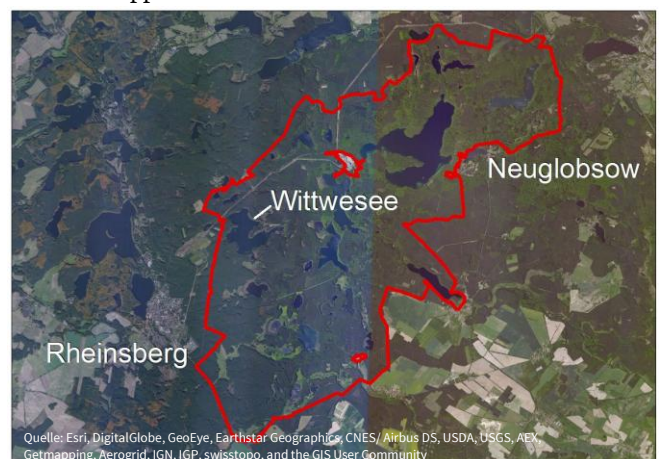 Neuglobsow
Wittwesee
Rheinsberg
Quelle: Esri, DigitalGlobe, GeoEye, Earthstar Geographics, CNES/ Airbus DS, USDA, USGS, AEX,
Getmapping, Aerogrid, IGN, IGP, swisstopo, and the GIS User Community